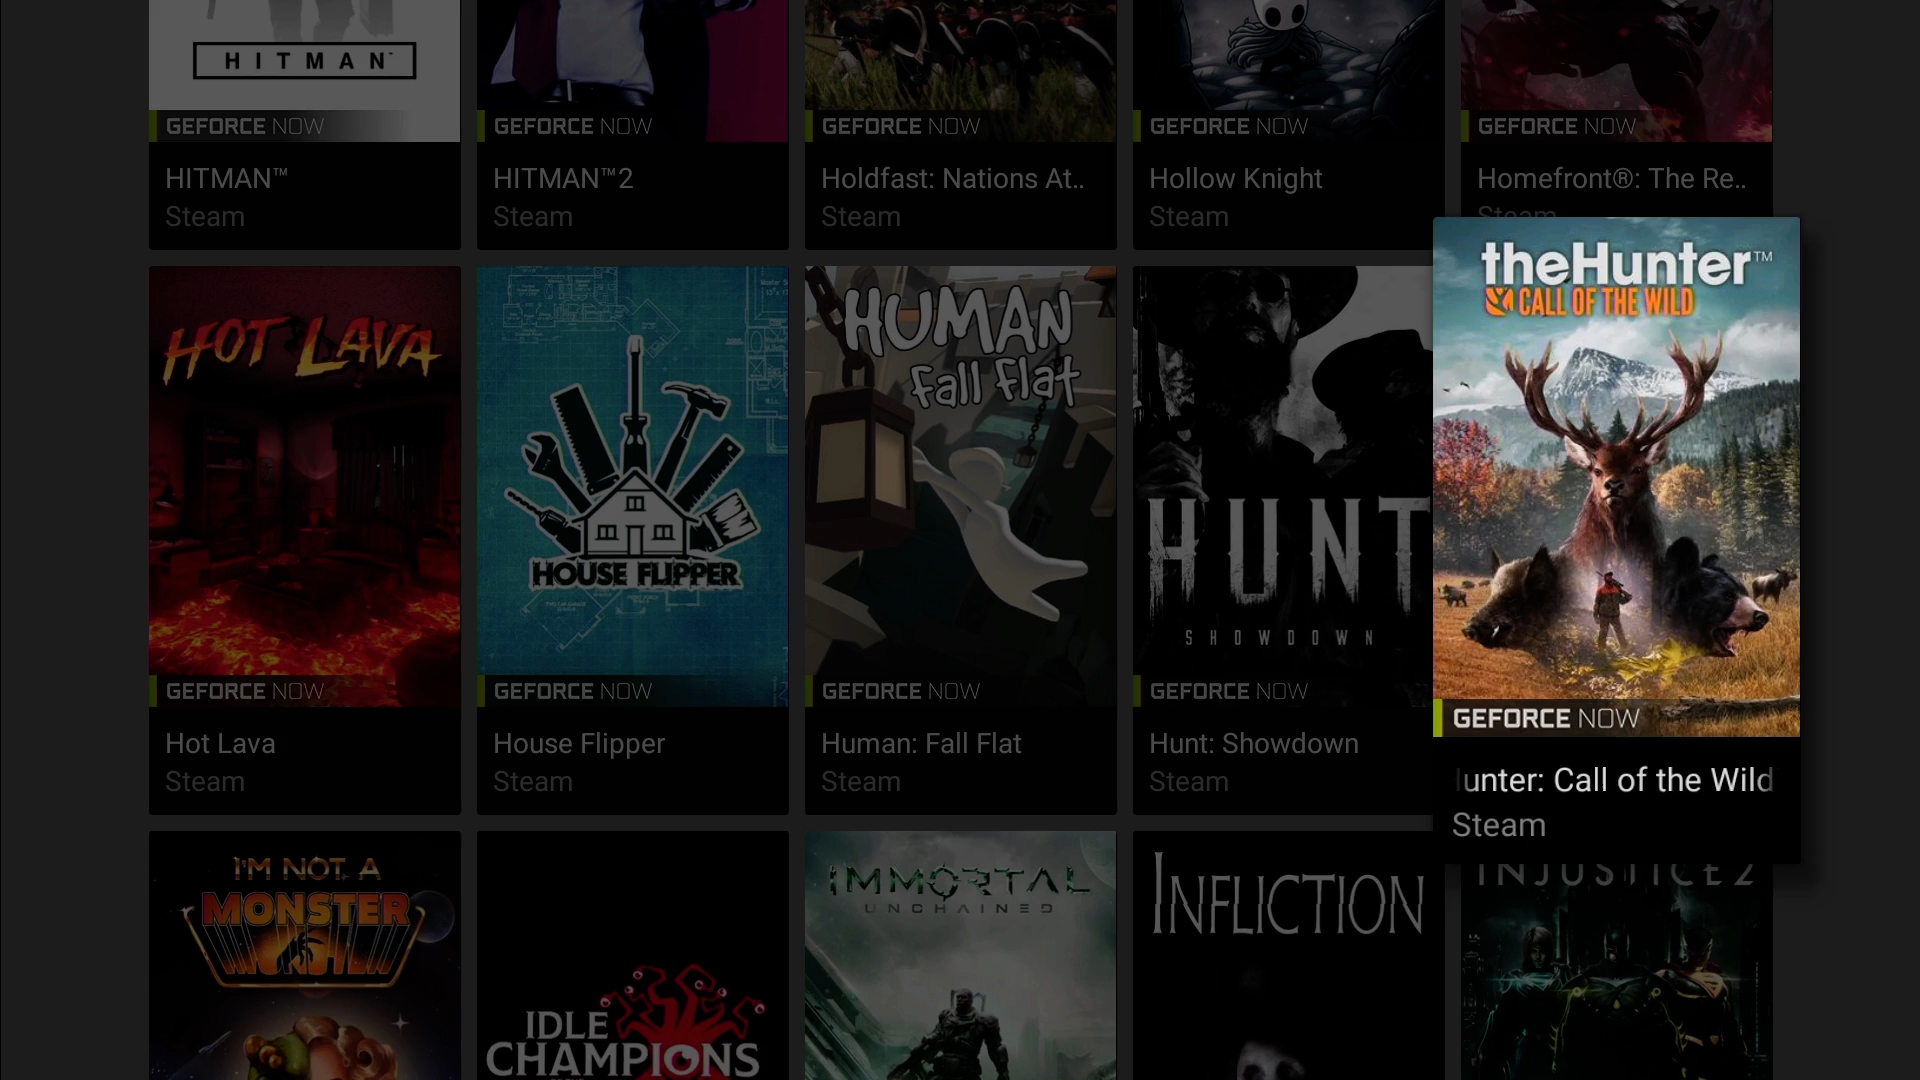 HITMAN™
GEFORCE NOW
HITMAN™
Steam
GEFORCE NOW
HITMAN™2
Steam
GEFORCE NOW
Holdfast: Nations At..
Steam
GEFORCE NOW
Hollow Knight
Steam
GEFORCE NOW
Homefront®: The Re..
Steam
HOT LAVA
GEFORCE NOW
Hot Lava
Steam
HOUSE FLIPPER
GEFORCE NOW
House Flipper
Steam
HUMAN
Fall Flat
GEFORCE NOW
Human: Fall Flat
Steam
HUNT
SHOWDOWN
GEFORCE NOW
Hunt: Showdown
Steam
theHunter™
CALL OF THE WILD
GEFORCE NOW
unter: Call of the Wild
Steam
I'M NOT A
MONSTER
IDLE
CHAMPIONS
IMMORTAL
UNCHAINED
INFLICTION
INJUSTICE 2